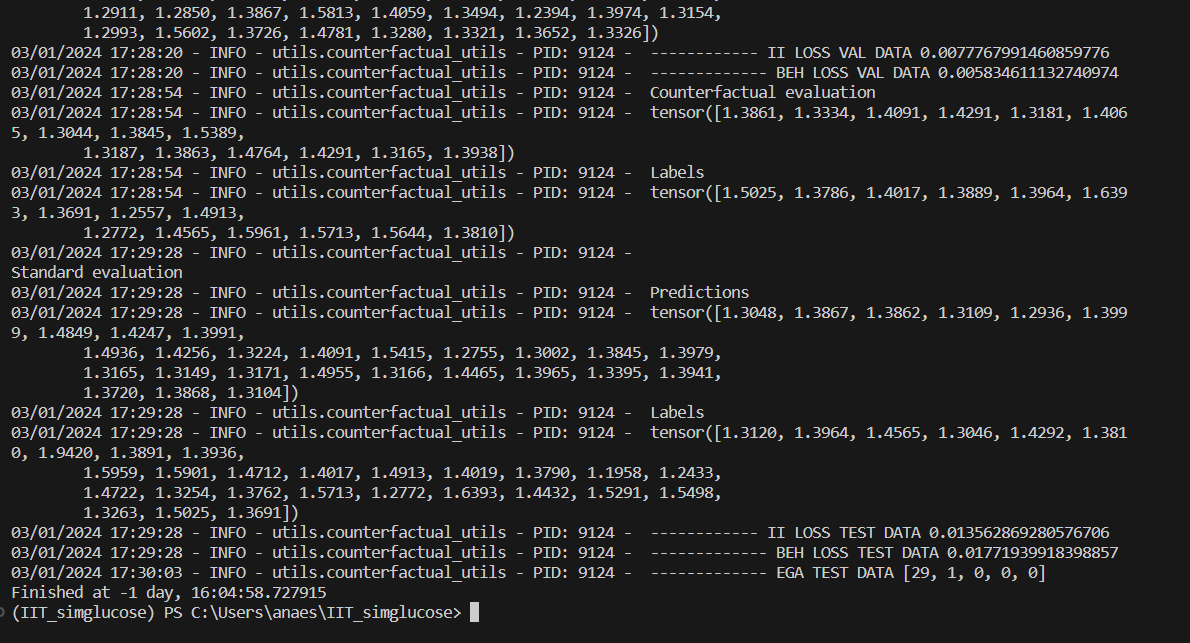 1.2911, 1.2850, 1.3867, 1.5813, 1.4059, 1.3494, 1.2394, 1.3974, 1.3154,
1.2993, 1.5602, 1.3726, 1.4781, 1.3280, 1.3321, 1.3652, 1.3326])
03/01/2024 17:28:20 - INFO - utils.counterfactual_utils - PID: 9124 -  ------------ II LOSS VAL DATA 0.0077767991460859776
03/01/2024 17:28:20 - INFO - utils.counterfactual_utils - PID: 9124 -  ------------- BEH LOSS VAL DATA 0.005834611132740974
03/01/2024 17:28:54 - INFO - utils.counterfactual_utils - PID: 9124 -  Counterfactual evaluation
03/01/2024 17:28:54 - INFO - utils.counterfactual_utils - PID: 9124 -  tensor([1.3861, 1.3334, 1.4091, 1.4291, 1.3181, 1.406
5, 1.3044, 1.3845, 1.5389,
1.3187, 1.3863, 1.4764, 1.4291, 1.3165, 1.3938])
03/01/2024 17:28:54 - INFO - utils.counterfactual_utils - PID: 9124 -  Labels
03/01/2024 17:28:54 - INFO - utils.counterfactual_utils - PID: 9124 -  tensor([1.5025, 1.3786, 1.4017, 1.3889, 1.3964, 1.639
3, 1.3691, 1.2557, 1.4913,
1.2772, 1.4565, 1.5961, 1.5713, 1.5644, 1.3810])
03/01/2024 17:29:28 - INFO - utils.counterfactual_utils - PID: 9124 -
Standard evaluation
03/01/2024 17:29:28 - INFO - utils.counterfactual_utils - PID: 9124 -  Predictions
03/01/2024 17:29:28 - INFO - utils.counterfactual_utils - PID: 9124 -  tensor([1.3048, 1.3867, 1.3862, 1.3109, 1.2936, 1.399
9, 1.4849, 1.4247, 1.3991,
1.4936, 1.4256, 1.3224, 1.4091, 1.5415, 1.2755, 1.3002, 1.3845, 1.3979,
1.3165, 1.3149, 1.3171, 1.4955, 1.3166, 1.4465, 1.3965, 1.3395, 1.3941,
1.3720, 1.3868, 1.3104])
03/01/2024 17:29:28 - INFO - utils.counterfactual_utils - PID: 9124 -  Labels
03/01/2024 17:29:28 - INFO - utils.counterfactual_utils - PID: 9124 -  tensor([1.3120, 1.3964, 1.4565, 1.3046, 1.4292, 1.381
0, 1.9420, 1.3891, 1.3936,
1.5959, 1.5901, 1.4712, 1.4017, 1.4913, 1.4019, 1.3790, 1.1958, 1.2433,
1.4722, 1.3254, 1.3762, 1.5713, 1.2772, 1.6393, 1.4432, 1.5291, 1.5498,
1.3263, 1.5025, 1.3691])
03/01/2024 17:29:28 - INFO - utils.counterfactual_utils - PID: 9124 -  ------------ II LOSS TEST DATA 0.013562869280576706
03/01/2024 17:29:28 - INFO - utils.counterfactual_utils - PID: 9124 -  ------------- BEH LOSS TEST DATA 0.01771939918398857
03/01/2024 17:30:03 - INFO - utils.counterfactual_utils - PID: 9124 -  ------------- EGA TEST DATA [29, 1, 0, 0, 0]
Finished at -1 day, 16:04:58.727915
(IIT_simglucose) PS C:\Users\anaes\IIT_simglucose>